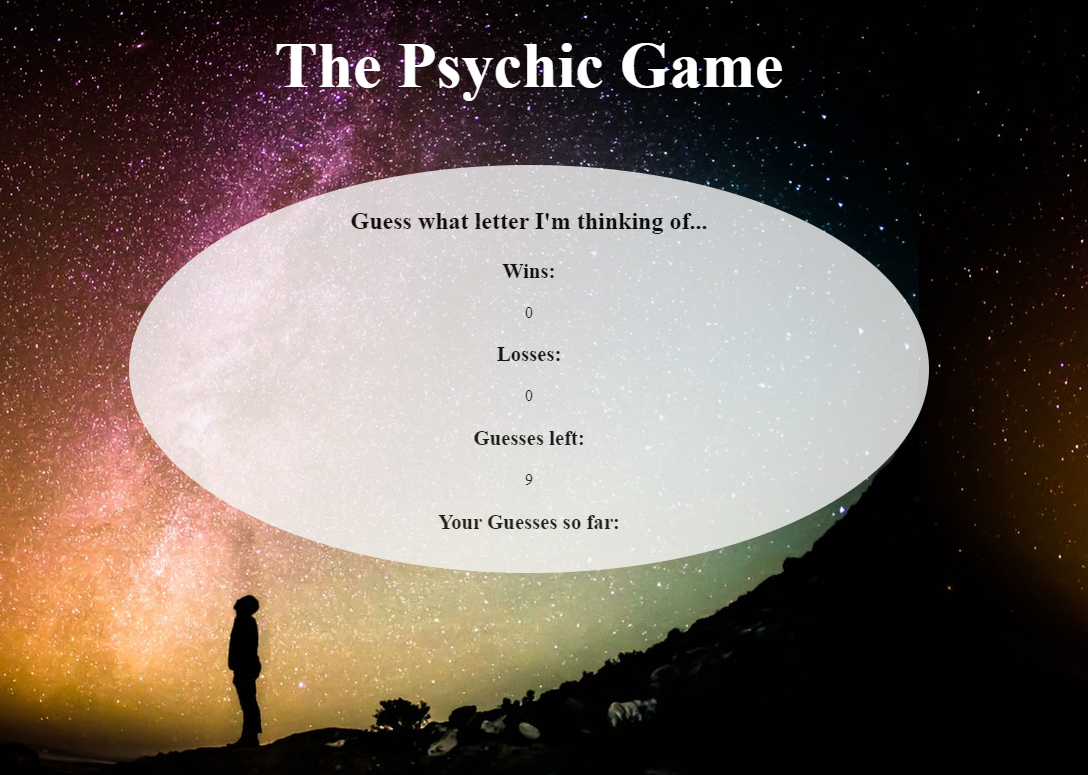 The Psychic Game
Guess what letter I'm thinking of...
Wins:
0
Losses:
0
Guesses left:
9
Your Guesses so far: